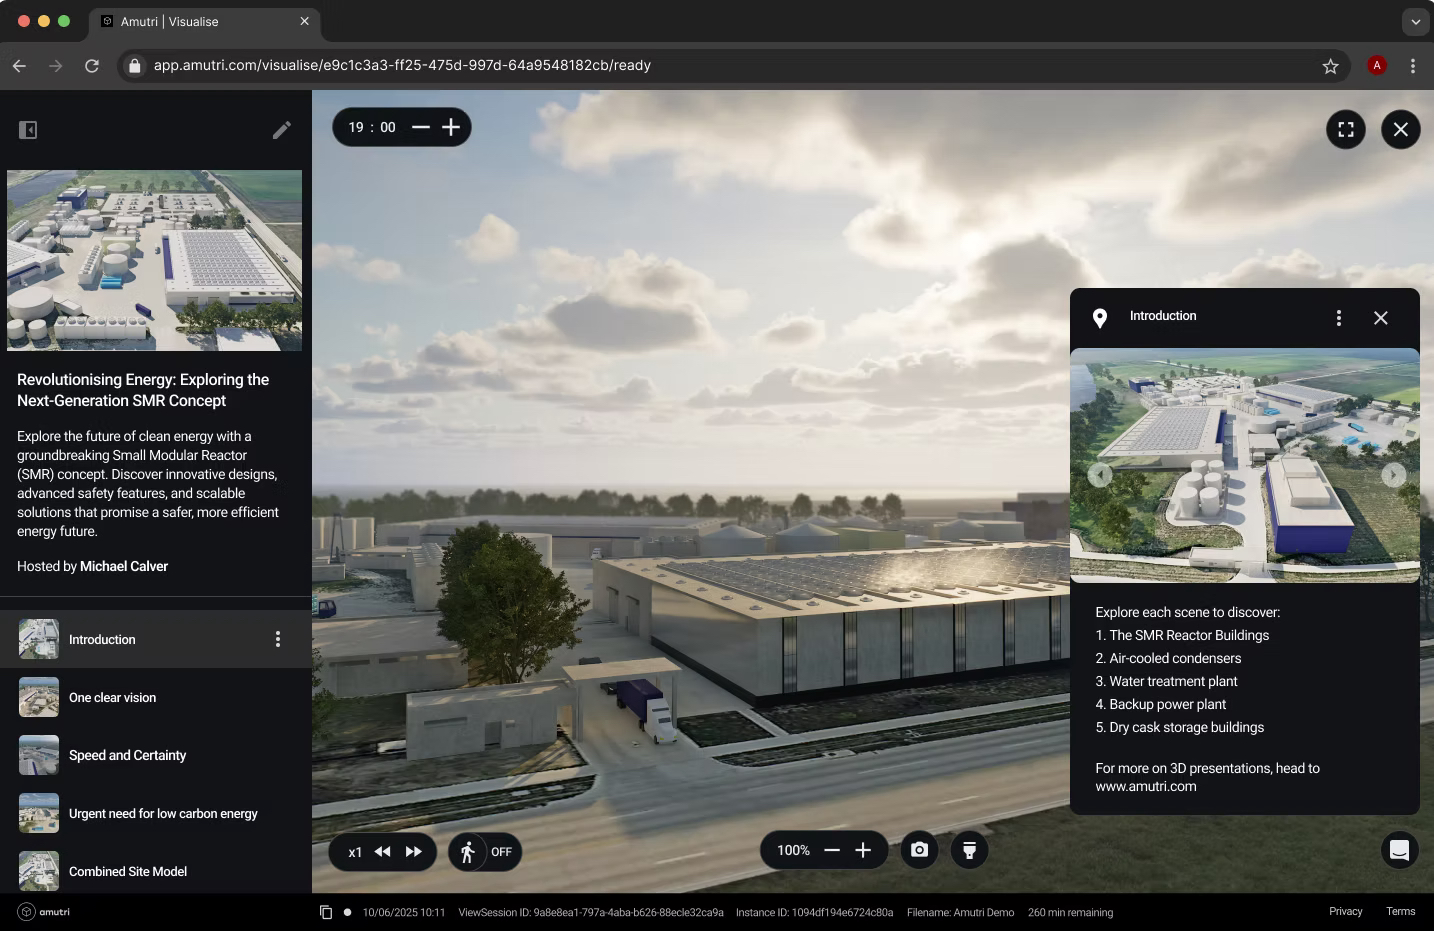 Amutri | Visualise
app.amutri.com/visualise/e9c1c3a3-ff25-475d-997d-64a9548182cb/ready
A
19 : 00
Revolutionising Energy: Exploring the
Next-Generation SMR Concept
Explore the future of clean energy with a
groundbreaking Small Modular Reactor
(SMR) concept. Discover innovative designs,
advanced safety features, and scalable
solutions that promise a safer, more efficient
energy future.
Hosted by Michael Calver
Introduction
One clear vision
Speed and Certainty
Urgent need for low carbon energy
Combined Site Model
Introduction
Explore each scene to discover:
1. The SMR Reactor Buildings
2. Air-cooled condensers
3. Water treatment plant
4. Backup power plant
5. Dry cask storage buildings
For more on 3D presentations, head to
www.amutri.com
x1
OFF
100%
amutri
10/06/2025 10:11 ViewSession ID: 9a8e8ea1-797a-4aba-b626-88ecle32ca9a Instance ID: 1094df194e6724c80a Filename: Amutri Demo 260 min remaining
Privacy Terms